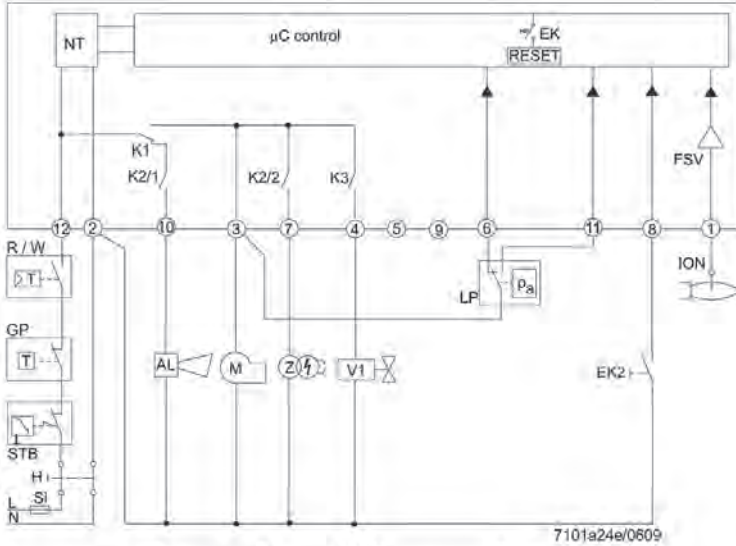 NT
µC control
EK
RESET
K1
K2/1
K2/2
K3
FSV
12
2
10
3
7
4
5
9
6
11
8
1
R / W
T
LP
pa
ION
GP
T
AL
M
Z
V1
EK2
STB
H
Si
L
N
7101a24e/0609